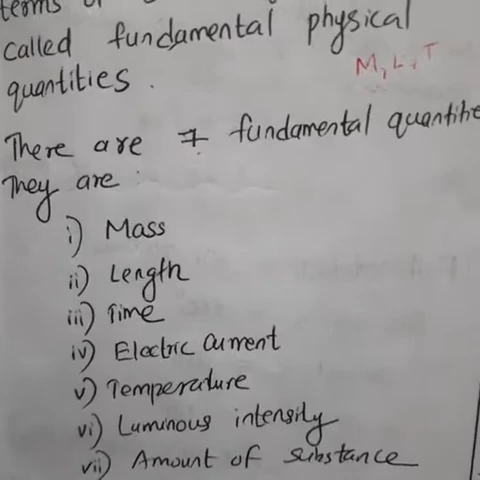 terms
called fundamental physical
quantities.
M, L, T
There are 7 fundamental
They are:
i) Mass
ii) Length
iii) Time
iv) Electric current
v) Temperature
vi) Luminous intensity
vii) Amount of substance